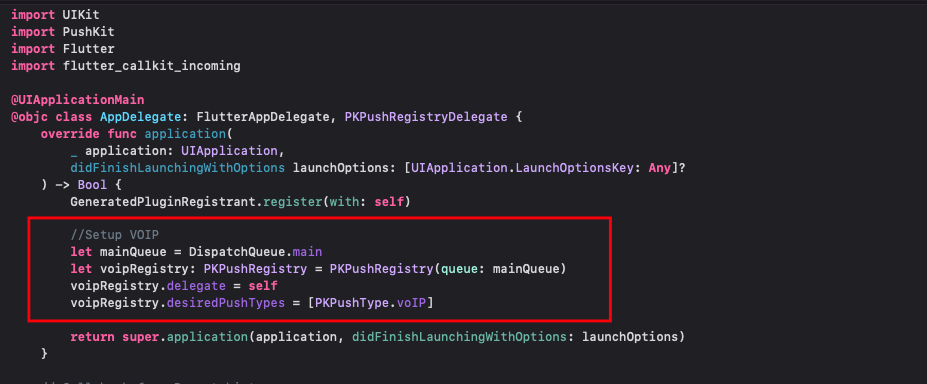 import UIKit
import PushKit
import Flutter
import flutter_callkit_incoming
@UIApplicationMain
@objc class AppDelegate: FlutterAppDelegate, PKPushRegistryDelegate {
override func application(
_ application: UIApplication,
didFinishLaunchingWithOptions launchOptions: [UIApplication.LaunchOptionsKey: Any]?
) -> Bool {
GeneratedPluginRegistrant.register(with: self)
//Setup VOIP
let mainQueue = DispatchQueue.main
let voipRegistry: PKPushRegistry = PKPushRegistry(queue: mainQueue)
voipRegistry.delegate = self
voipRegistry.desiredPushTypes = [PKPushType.voIP]
return super.application(application, didFinishLaunchingWithOptions: launchOptions)
}